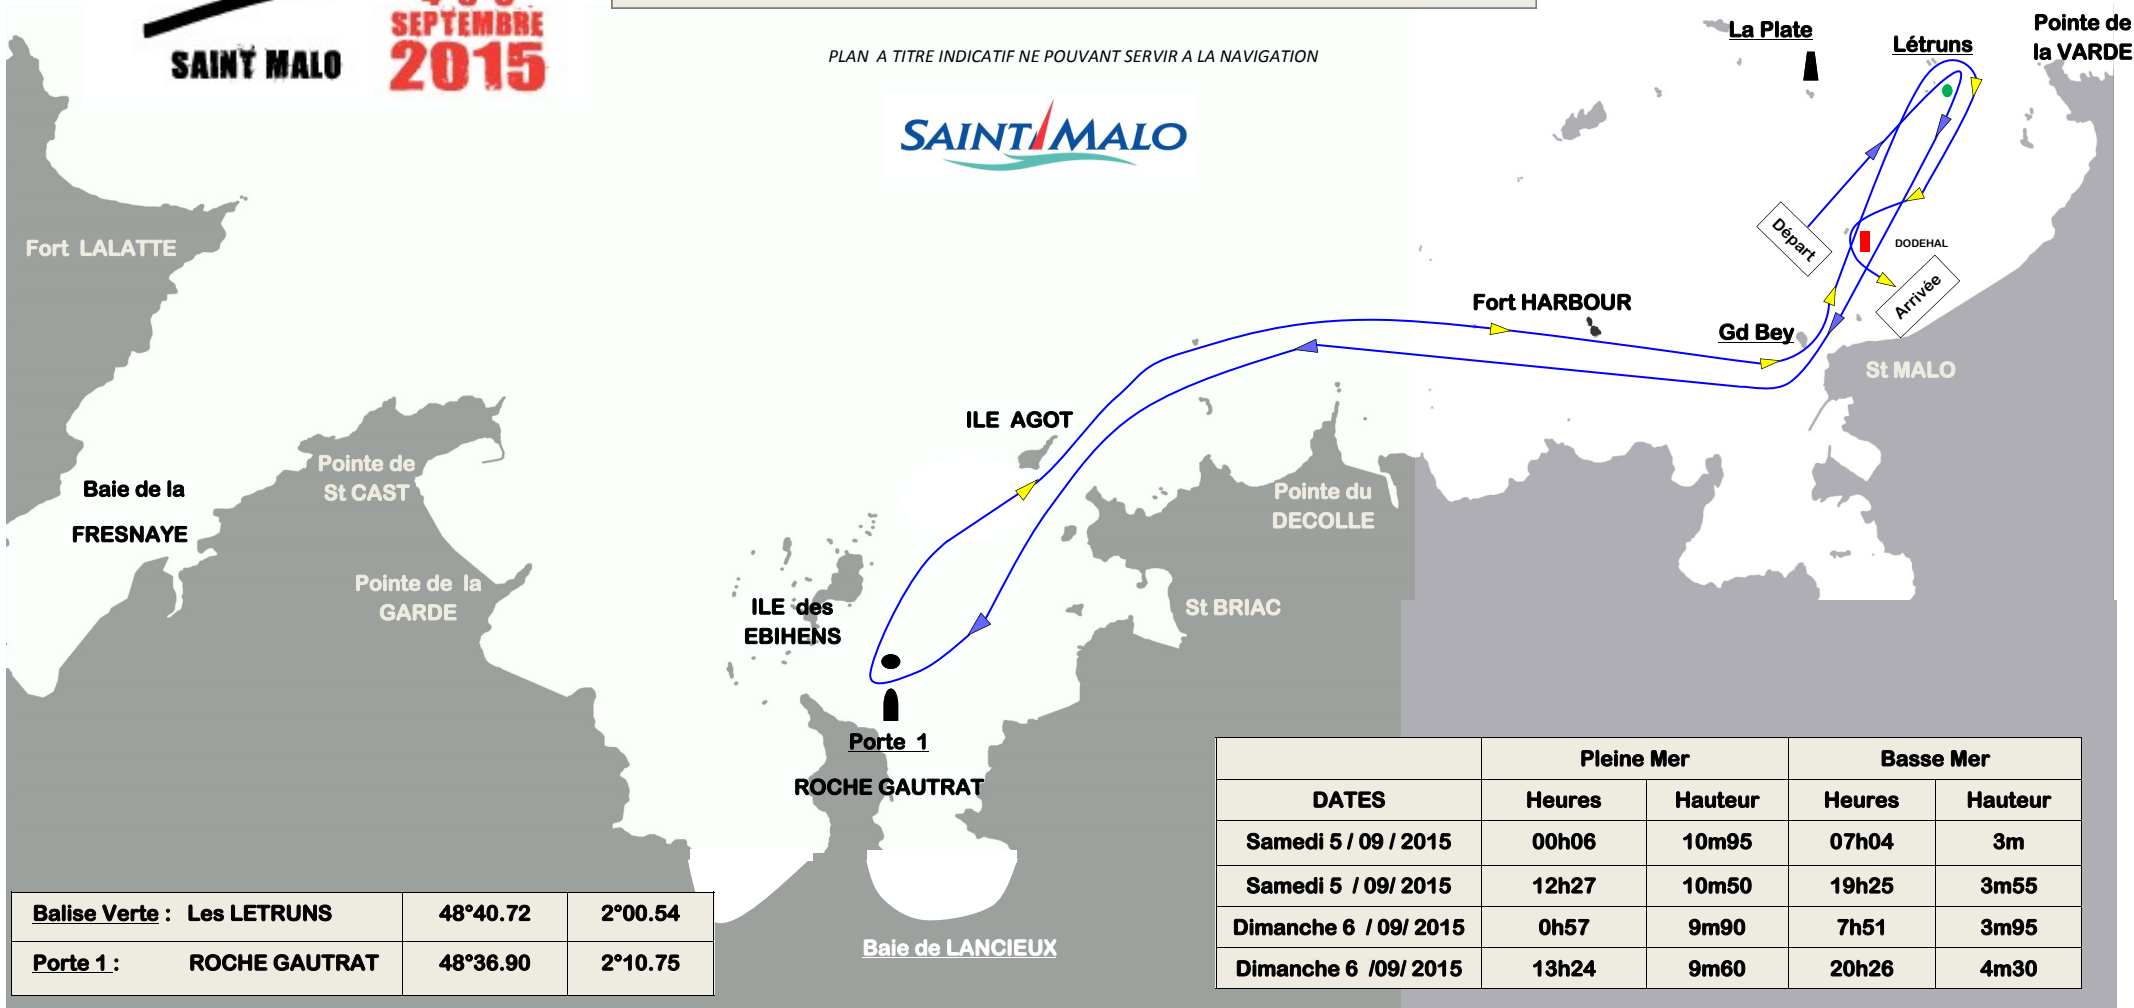 SEPTEMBRE
2015
SAINT MALO
PLAN A TITRE INDICATIF NE POUVANT SERVIR A LA NAVIGATION
SAINT MALO
La Plate
Létruns
Pointe de
la VARDE
Fort LALATTE
Départ
DODEHAL
Arrivée
Fort HARBOUR
Gd Bey
St MALO
ILE AGOT
Pointe de
St CAST
Baie de la
FRESNAYE
Pointe du
DECOLLE
Pointe de la
GARDE
ILE des
EBIHENS
St BRIAC
Porte 1
ROCHE GAUTRAT
Baie de LANCIEUX
Pleine Mer Basse Mer
DATES Heures Hauteur Heures Hauteur
Samedi 5 / 09 / 2015 00h06 10m95 07h04 3m
Samedi 5 / 09/ 2015 12h27 10m50 19h25 3m55
Dimanche 6 / 09/ 2015 0h57 9m90 7h51 3m95
Dimanche 6 /09/ 2015 13h24 9m60 20h26 4m30
Balise Verte : Les LETRUNS 48°40.72 2°00.54
Porte 1 : ROCHE GAUTRAT 48°36.90 2°10.75